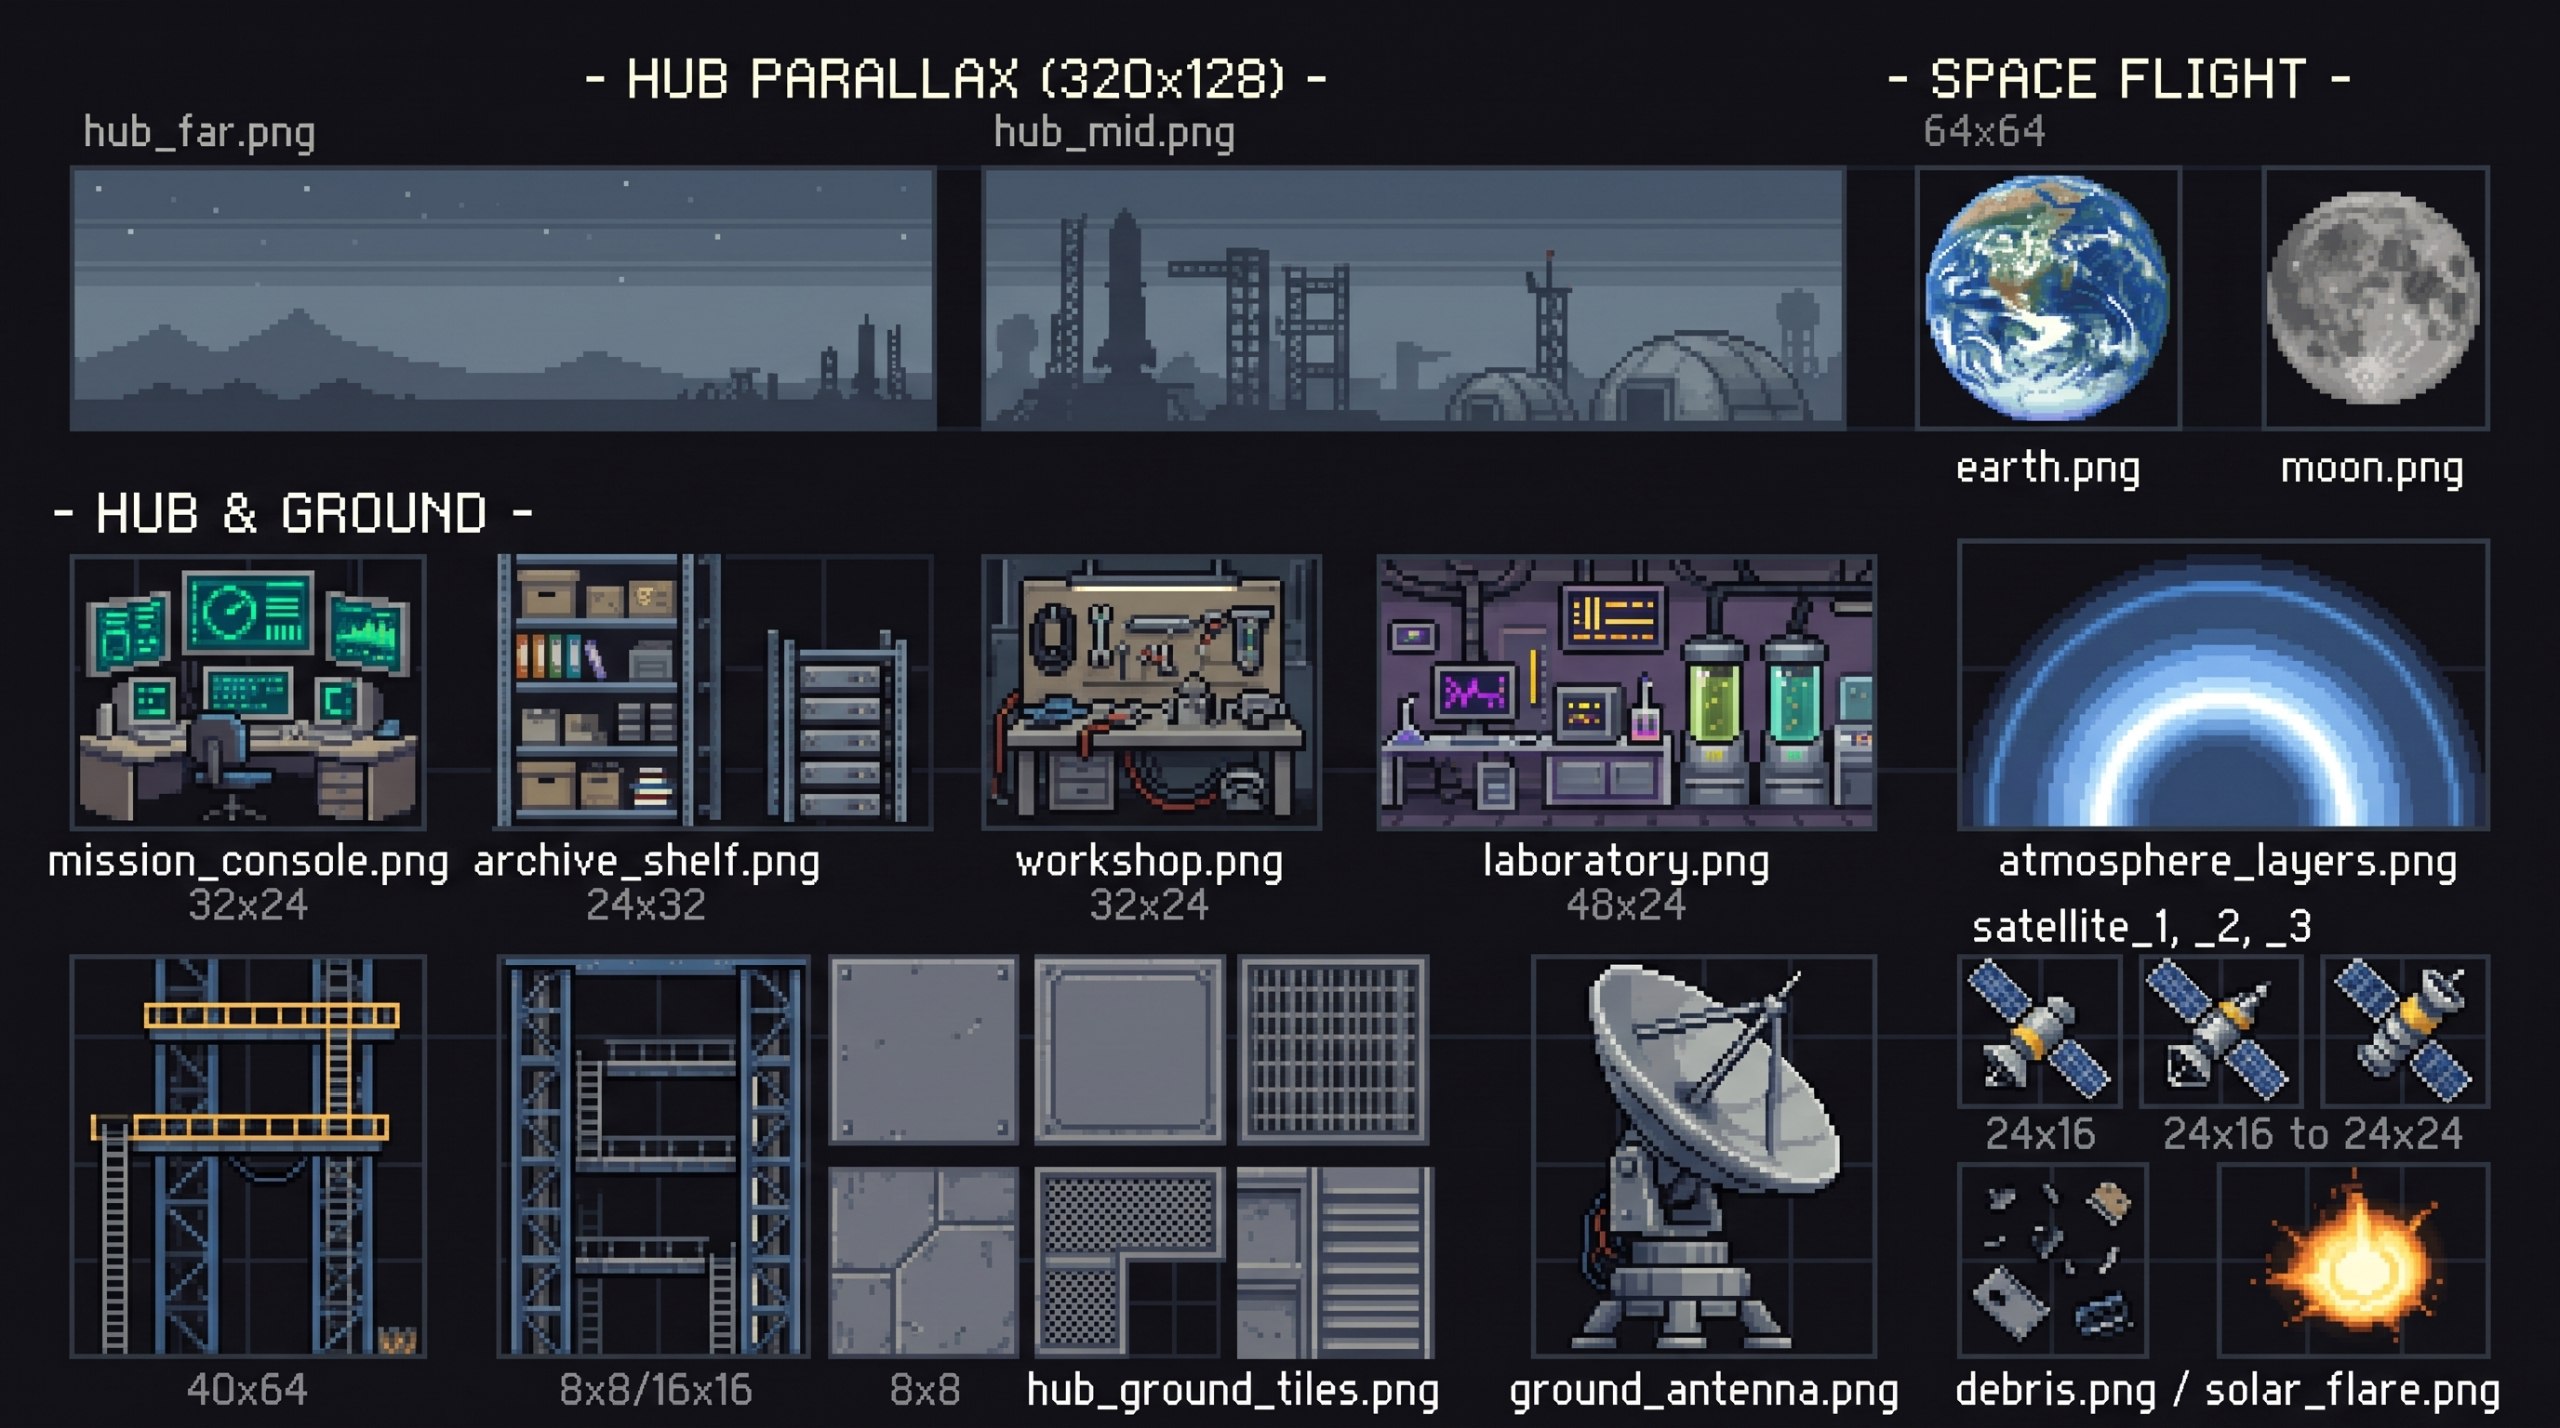 - HUB PARALLAX (320x128) -
- SPACE FLIGHT -
hub_far.png
hub_mid.png
64x64
earth.png
moon.png
- HUB & GROUND -
mission_console.png
32x24
archive_shelf.png
24x32
workshop.png
32x24
laboratory.png
48x24
atmosphere_layers.png
satellite_1, _2, _3
24x16
24x16 to 24x24
40x64
8x8/16x16
8x8
hub_ground_tiles.png
ground_antenna.png
debris.png / solar_flare.png